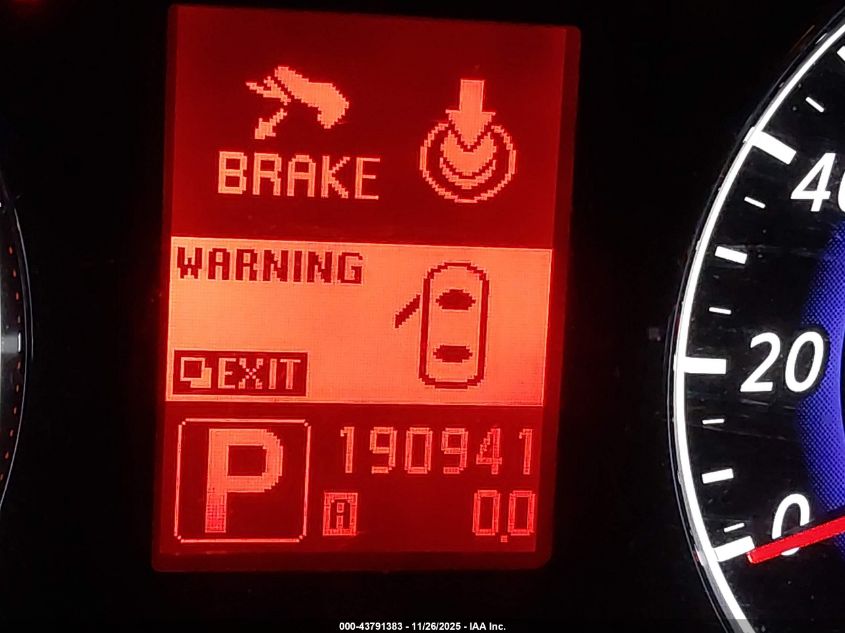 BRAKE
WARNING
EXIT
P
190941
A 0.0
40
20
0
000-43791383 - 11/26/2025 - IAA Inc.